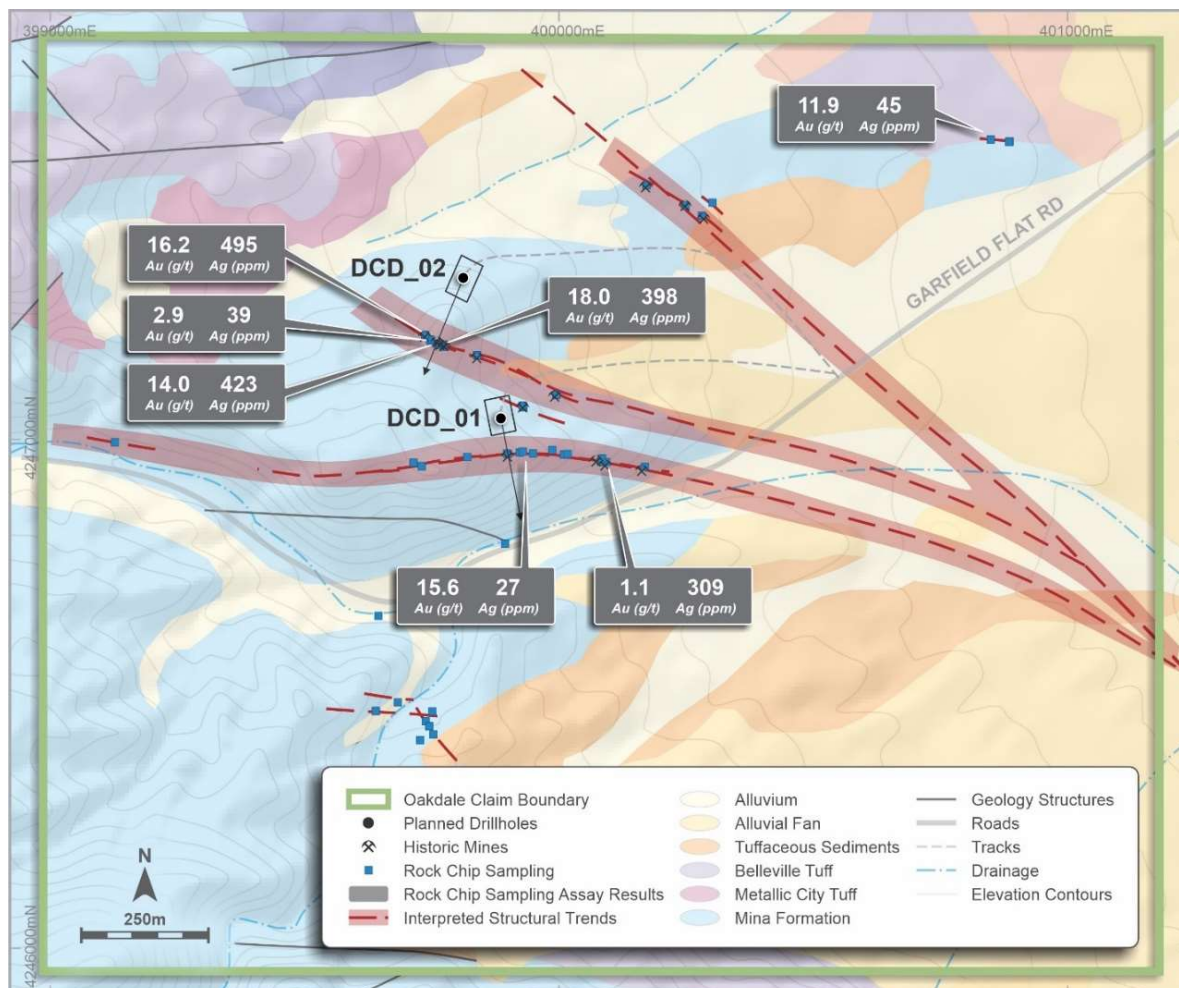 399000mE
400000mE
401000mE
11.9 45
Au (g/t) Ag (ppm)
GARFIELD FLAT RD
16.2 495
Au (g/t) Ag (ppm)
DCD_02
18.0 398
Au (g/t) Ag (ppm)
2.9 39
Au (g/t) Ag (ppm)
14.0 423
Au (g/t) Ag (ppm)
DCD_01
4247000mN
15.6 27
Au (g/t) Ag (ppm)
1.1 309
Au (g/t) Ag (ppm)
N
250m
4246000mN
Oakdale Claim Boundary
Planned Drillholes
Historic Mines
Rock Chip Sampling
Rock Chip Sampling Assay Results
Interpreted Structural Trends
Alluvium
Alluvial Fan
Tuffaceous Sediments
Belleville Tuff
Metallic City Tuff
Mina Formation
Geology Structures
Roads
Tracks
Drainage
Elevation Contours